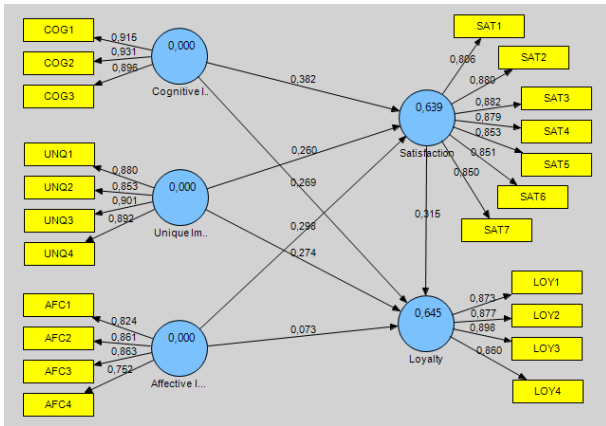 COG1
0,915
COG2
0,931
COG3
0,896
0,000
Cognitive I..
UNQ1
0,880
UNQ2
0,853
UNQ3
0,901
UNQ4
0,892
0,000
Unique Im..
AFC1
0,824
AFC2
0,861
AFC3
0,863
AFC4
0,752
0,000
Affective I...
0,382
0,260
0,269
0,298
0,274
0,073
0,315
0,639
Satisfaction
SAT1
0,806
SAT2
0,880
SAT3
0,882
SAT4
0,879
SAT5
0,853
SAT6
0,851
SAT7
0,850
0,645
Loyalty
LOY1
0,873
LOY2
0,877
LOY3
0,898
LOY4
0,860